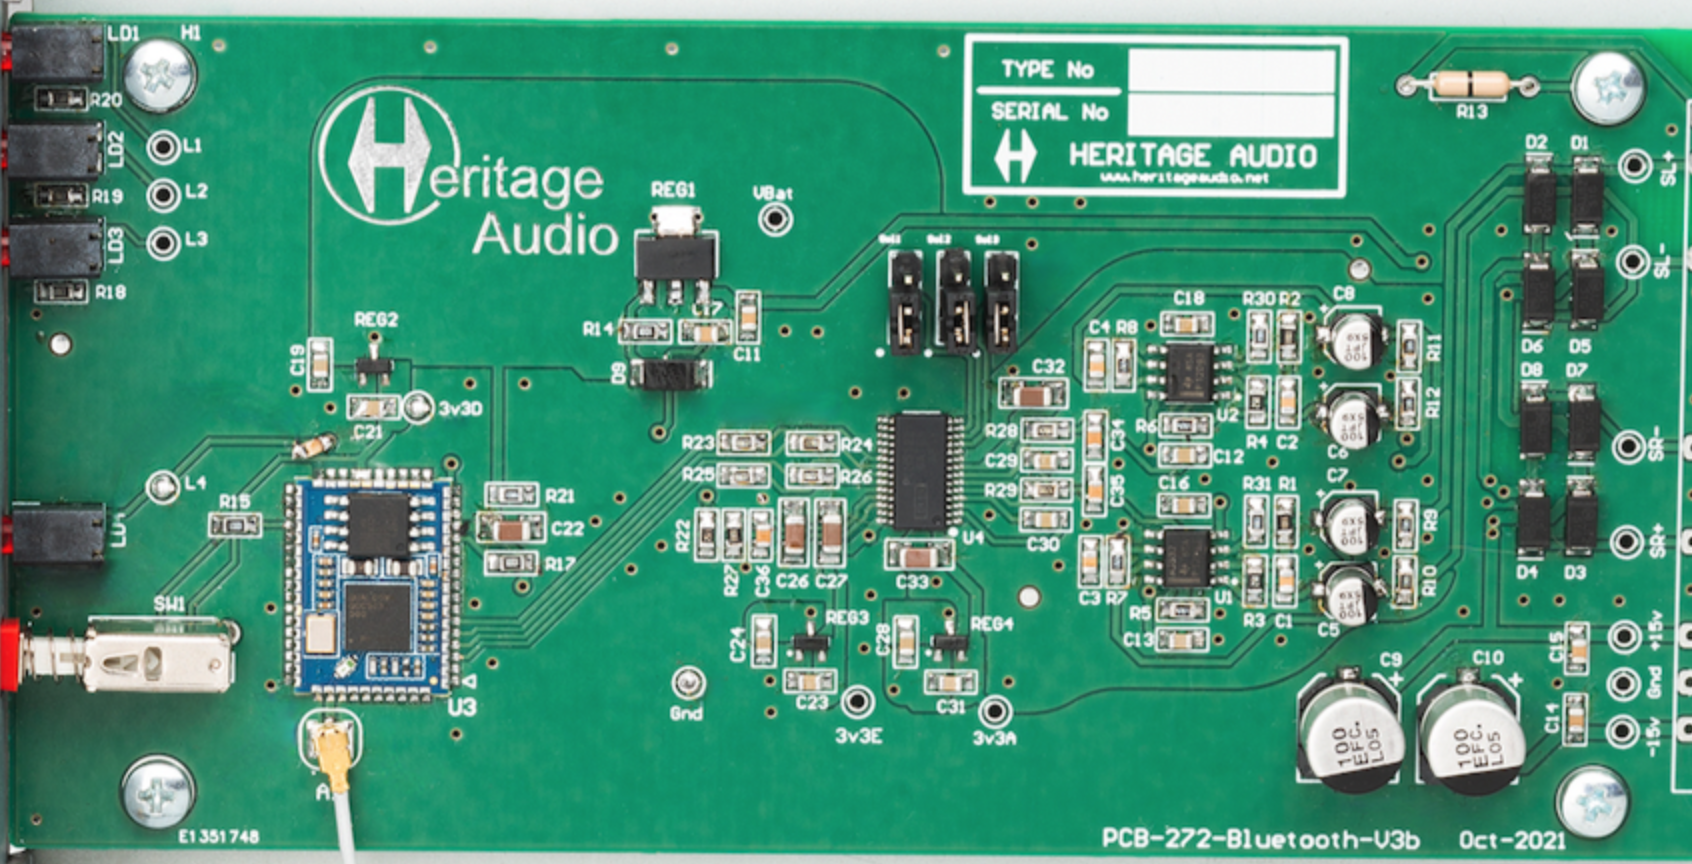 LD1
H1
R20
LD2
L1
R19
L2
LD3
L3
R18
Heritage
Audio
REG1
VBat
TYPE No
SERIAL No
HERITAGE AUDIO
www.heritageaudio.net
R13
D2 D1
SL+
SL-
D6 D5
D8 D7
SR-
SR+
D4 D3
REG2
C19
C21
3v3D
R14
C11
D9
Sel1 Sel2 Sel3
C18
R30 R2
C8
C4 R8
R11
C32
U2
R12
R6
R4 C2
C6
R23
R24
R28
C34
C12
R25
R26
C29
R29
C35
C16
R31 R1
C7
R9
L4
R15
R21
C22
R17
R22
R27
C36
C26
C27
U4
C33
C30
C3 R7
U1
R10
R5
R3 C1
C5
C13
SW1
C24
REG3
C28
REG4
C23
C31
U3
Gnd
3v3E
3v3A
C15
+15v
Gnd
C14
-15v
C9
C10
100
EFC.
L05
100
EFC.
L05
E1351748
PCB-272-Bluetooth-V3b Oct-2021